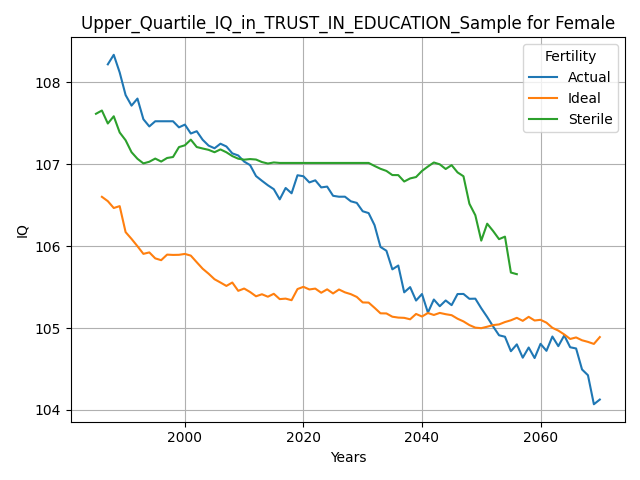 Upper_Quartile_IQ_in_TRUST_IN_EDUCATION_Sample for Female
Fertility
Actual
Ideal
Sterile
IQ
108
107
106
105
104
2000
2020
2040
2060
Years